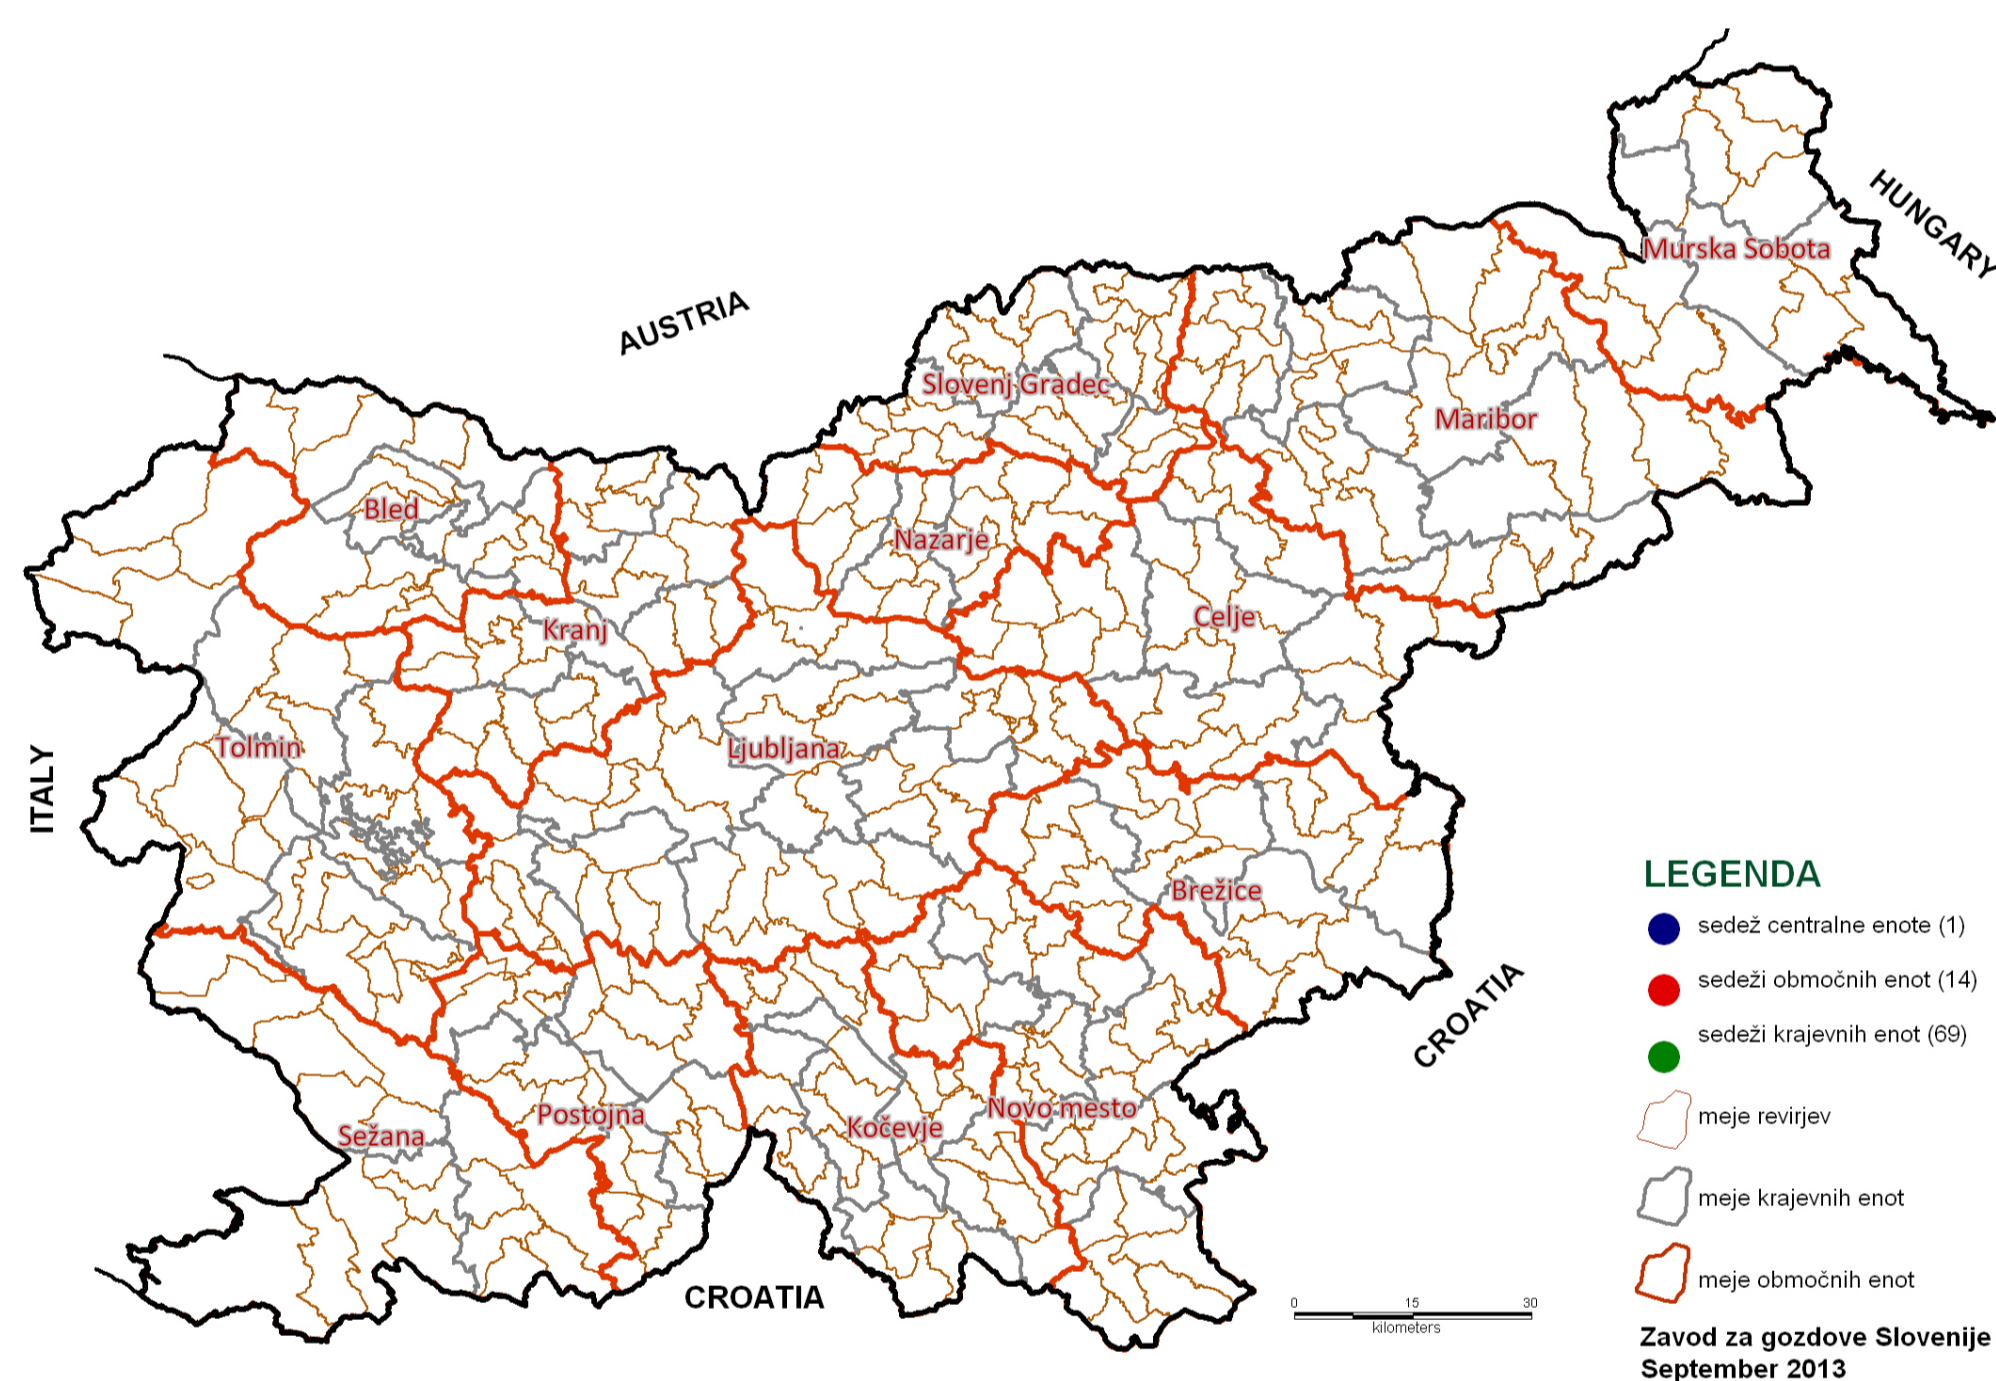 HUNGARY
Murska Sobota
AUSTRIA
Slovenj Gradec
Maribor
Bled
Nazarje
Celje
Kranj
Tolmin
Ljubljana
ITALY
Brežice
CROATIA
Postojna
Novo mesto
Sežana
Kočevje
CROATIA
0 15 30
kilometers
LEGENDA
sedež centralne enote (1)
sedeži območnih enot (14)
sedeži krajevnih enot (69)
meje revirjev
meje krajevnih enot
meje območnih enot
Zavod za gozdove Slovenije
September 2013